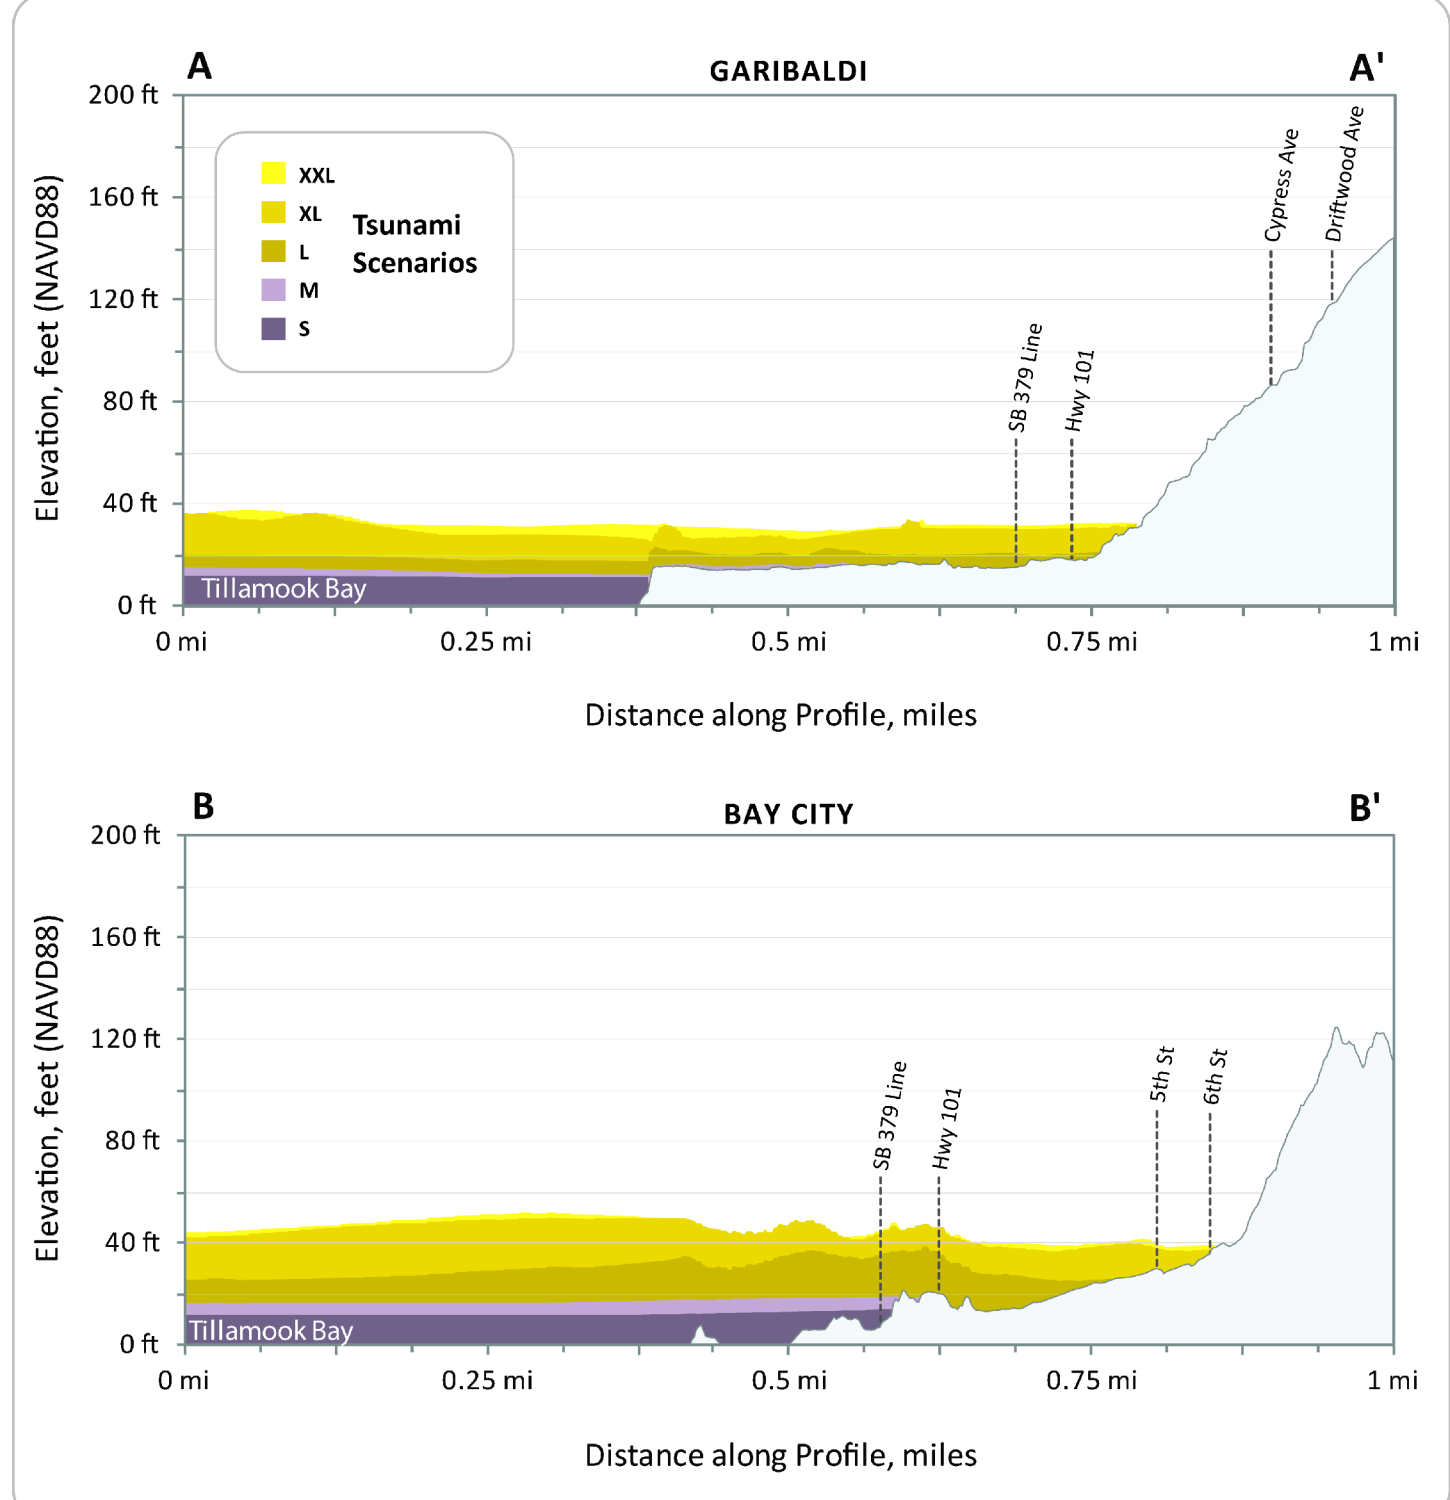 A
GARIBALDI
A'
200 ft
160 ft
120 ft
80 ft
40 ft
0 ft
Elevation, feet (NAVD88)
XXL
XL
L
M
S
Tsunami
Scenarios
SB 379 Line
Hwy 101
Cypress Ave
Driftwood Ave
Tillamook Bay
0 mi
0.25 mi
0.5 mi
0.75 mi
1 mi
Distance along Profile, miles
B
BAY CITY
B'
200 ft
160 ft
120 ft
80 ft
40 ft
0 ft
Elevation, feet (NAVD88)
SB 379 Line
Hwy 101
5th St
6th St
Tillamook Bay
0 mi
0.25 mi
0.5 mi
0.75 mi
1 mi
Distance along Profile, miles